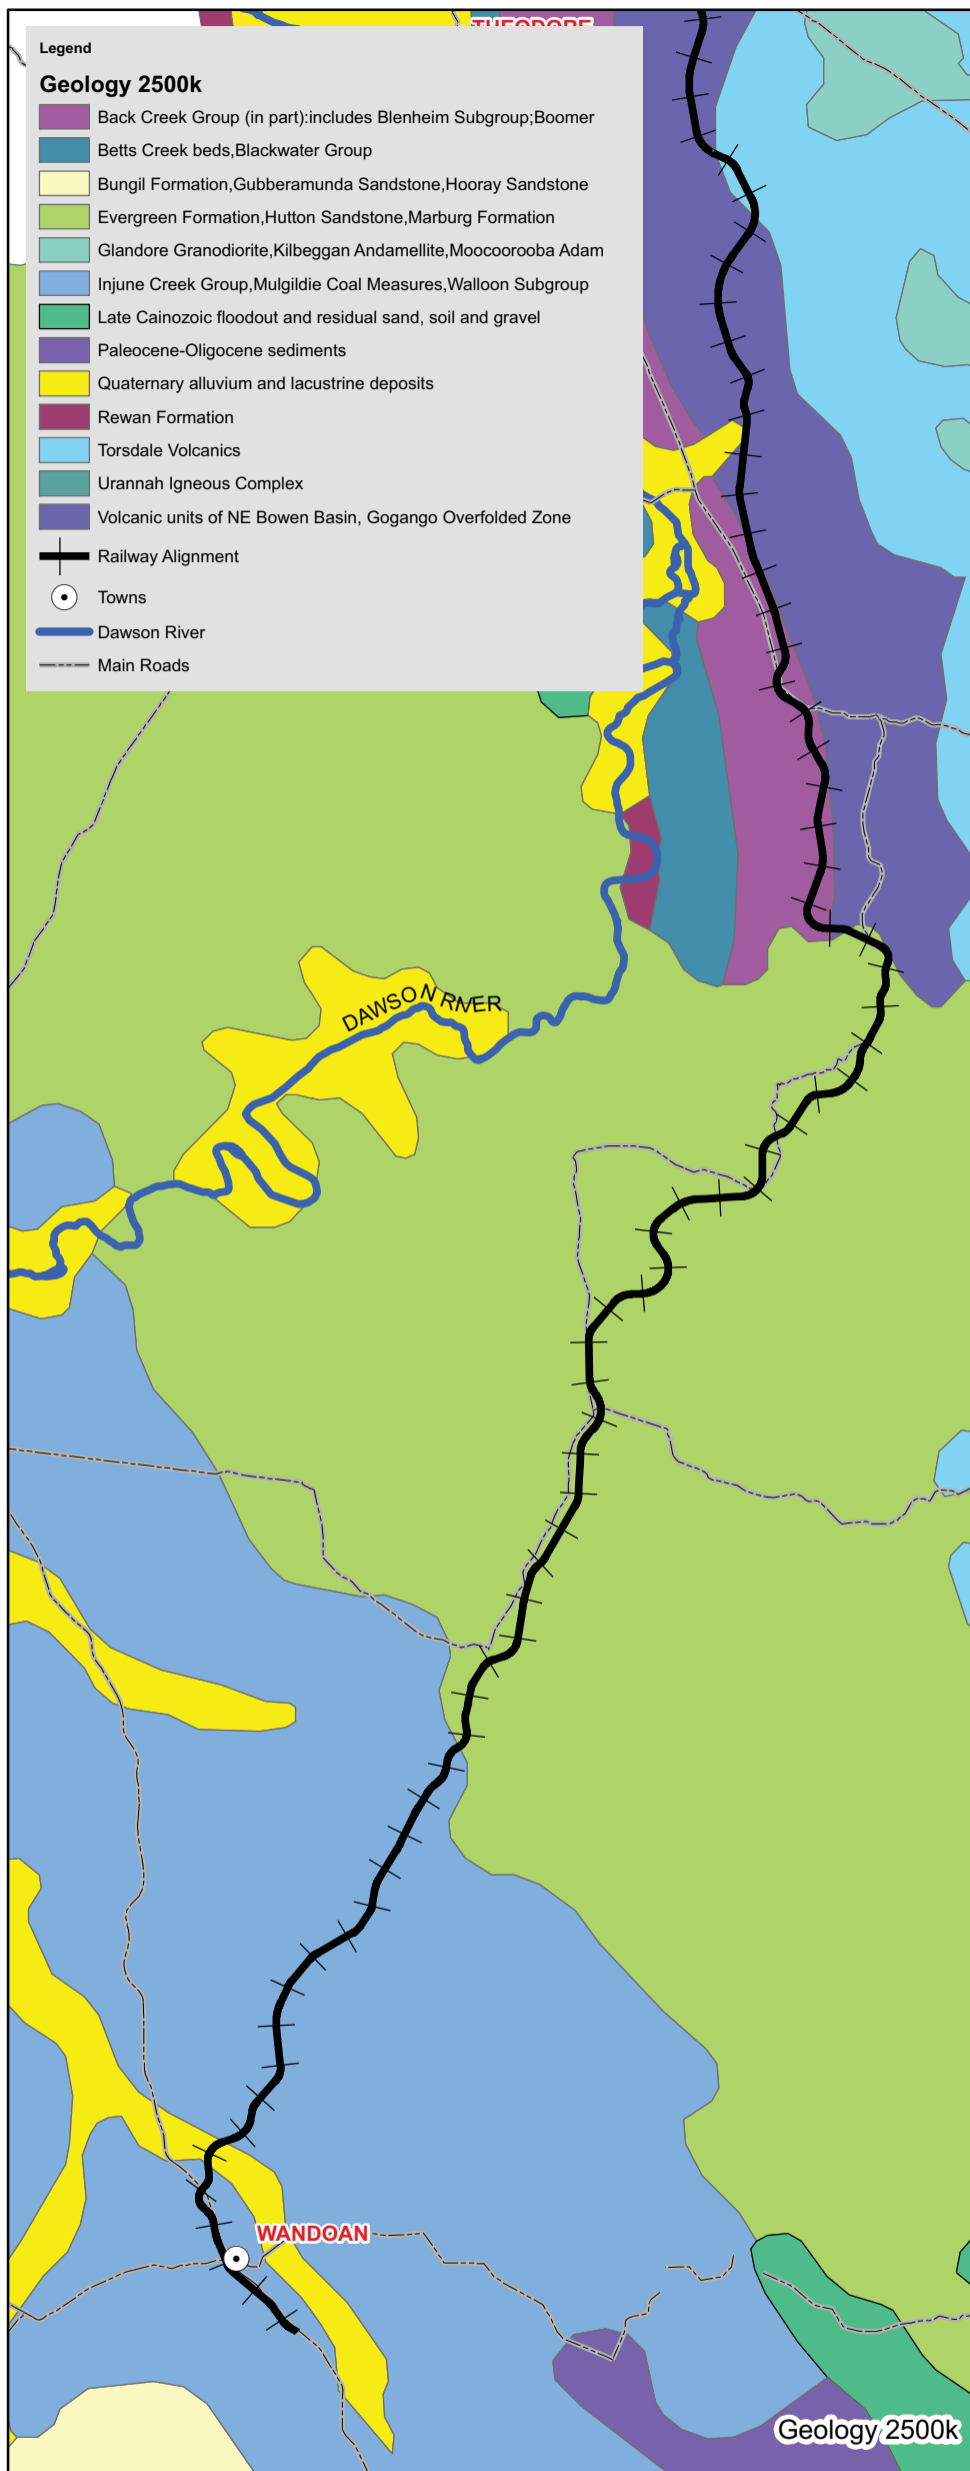 THEODORE
Legend
Geology 2500k
Back Creek Group (in part):includes Blenheim Subgroup;Boomer
Betts Creek beds,Blackwater Group
Bungil Formation,Gubberamunda Sandstone,Hooray Sandstone
Evergreen Formation,Hutton Sandstone,Marburg Formation
Glandore Granodiorite,Kilbeggan Andamellite,Moocoorooba Adam
Injune Creek Group,Mulgildie Coal Measures,Walloon Subgroup
Late Cainozoic floodout and residual sand, soil and gravel
Paleocene-Oligocene sediments
Quaternary alluvium and lacustrine deposits
Rewan Formation
Torsdale Volcanics
Urannah Igneous Complex
Volcanic units of NE Bowen Basin, Gogango Overfolded Zone
Railway Alignment
Towns
Dawson River
Main Roads
DAWSON RIVER
WANDOAN
Geology 2500k